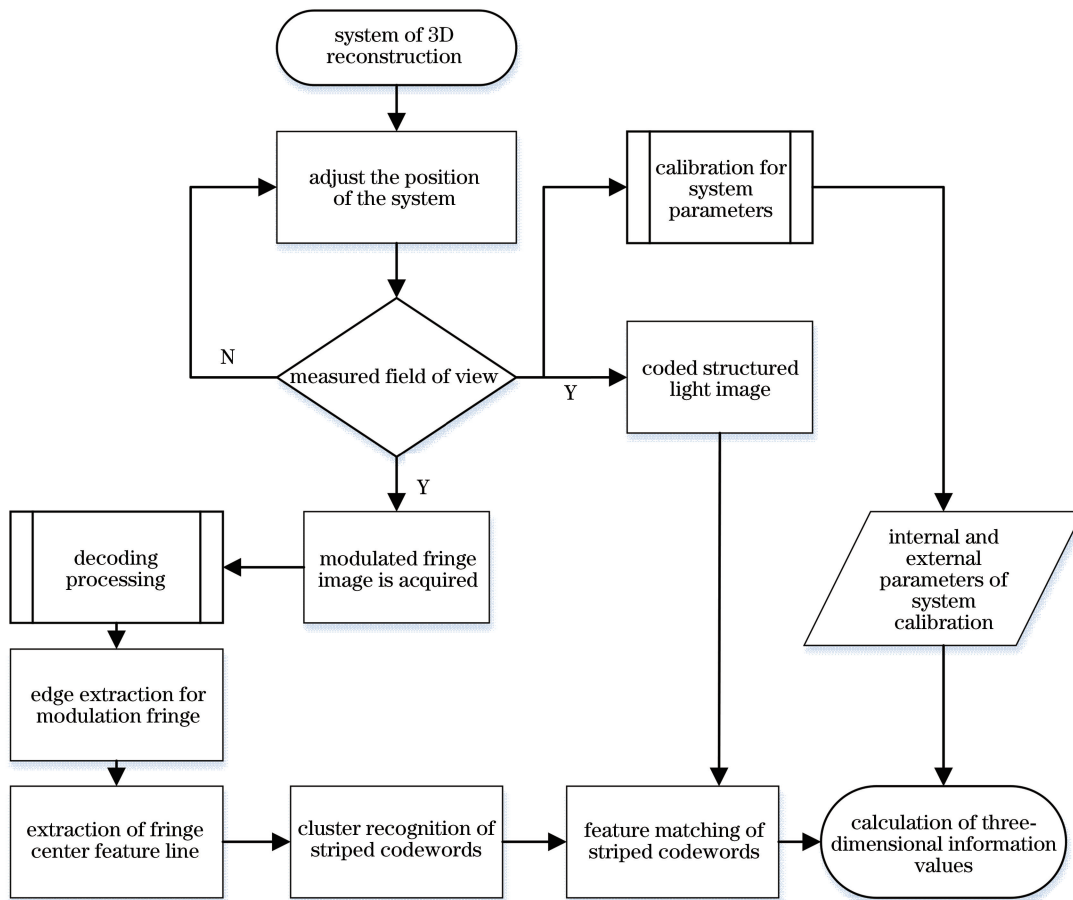 system of 3D
reconstruction
adjust the position
of the system
calibration for
system
parameters
N
measured field of view
Y
coded structured
light image
Y
decoding
processing
modulated fringe
image is acquired
internal and
external
parameters of
system
calibration
edge extraction for
modulation fringe
extraction of fringe
center feature line
cluster recognition of
striped codewords
feature matching of
striped codewords
calculation of three-
dimensional information
values